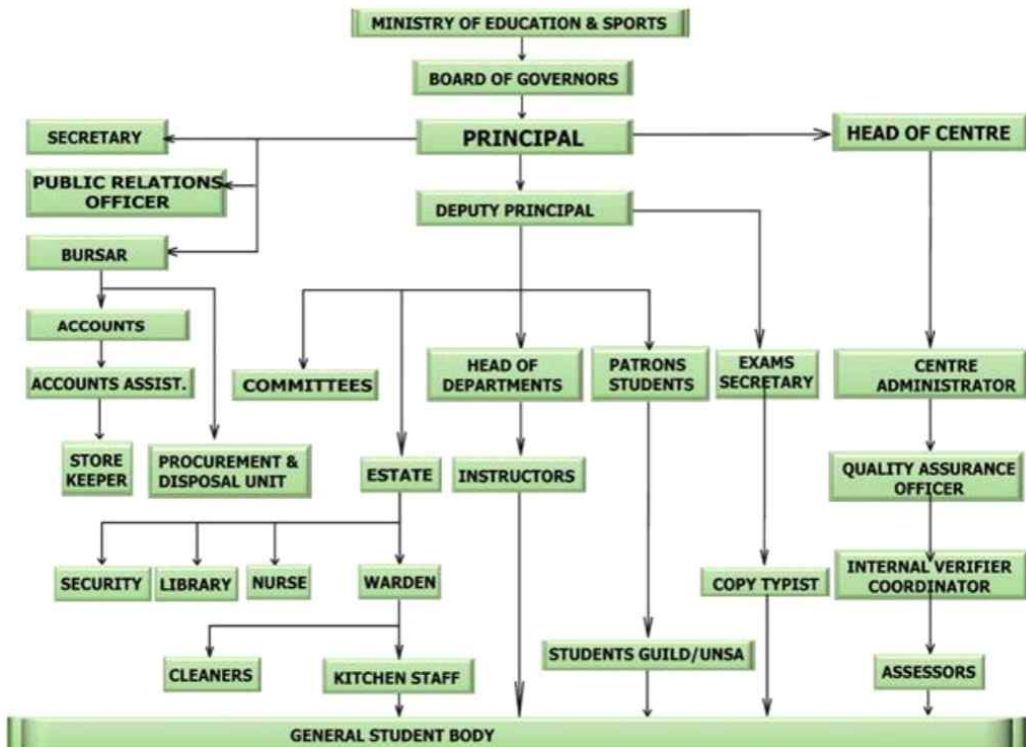 MINISTRY OF EDUCATION & SPORTS
BOARD OF GOVERNORS
SECRETARY
PRINCIPAL
HEAD OF CENTRE
PUBLIC RELATIONS
OFFICER
DEPUTY PRINCIPAL
BURSAR
ACCOUNTS
ACCOUNTS ASSIST.
COMMITTEES
HEAD OF
DEPARTMENTS
PATRONS
STUDENTS
EXAMS
SECRETARY
CENTRE
ADMINISTRATOR
STORE
KEEPER
PROCUREMENT &
DISPOSAL UNIT
ESTATE
INSTRUCTORS
QUALITY ASSURANCE
OFFICER
SECURITY
LIBRARY
NURSE
WARDEN
COPY TYPIST
INTERNAL VERIFIER
COORDINATOR
CLEANERS
KITCHEN STAFF
STUDENTS GUILD/UNSA
ASSESSORS
GENERAL STUDENT BODY